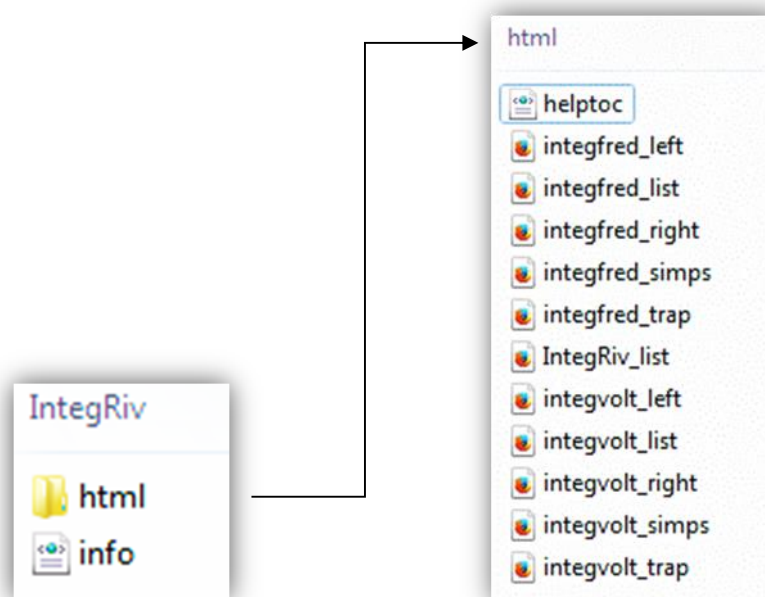 IntegRiv
html
info
html
helptoc
integfred_left
integfred_list
integfred_right
integfred_simps
integfred_trap
IntegRiv_list
integvolt_left
integvolt_list
integvolt_right
integvolt_simps
integvolt_trap